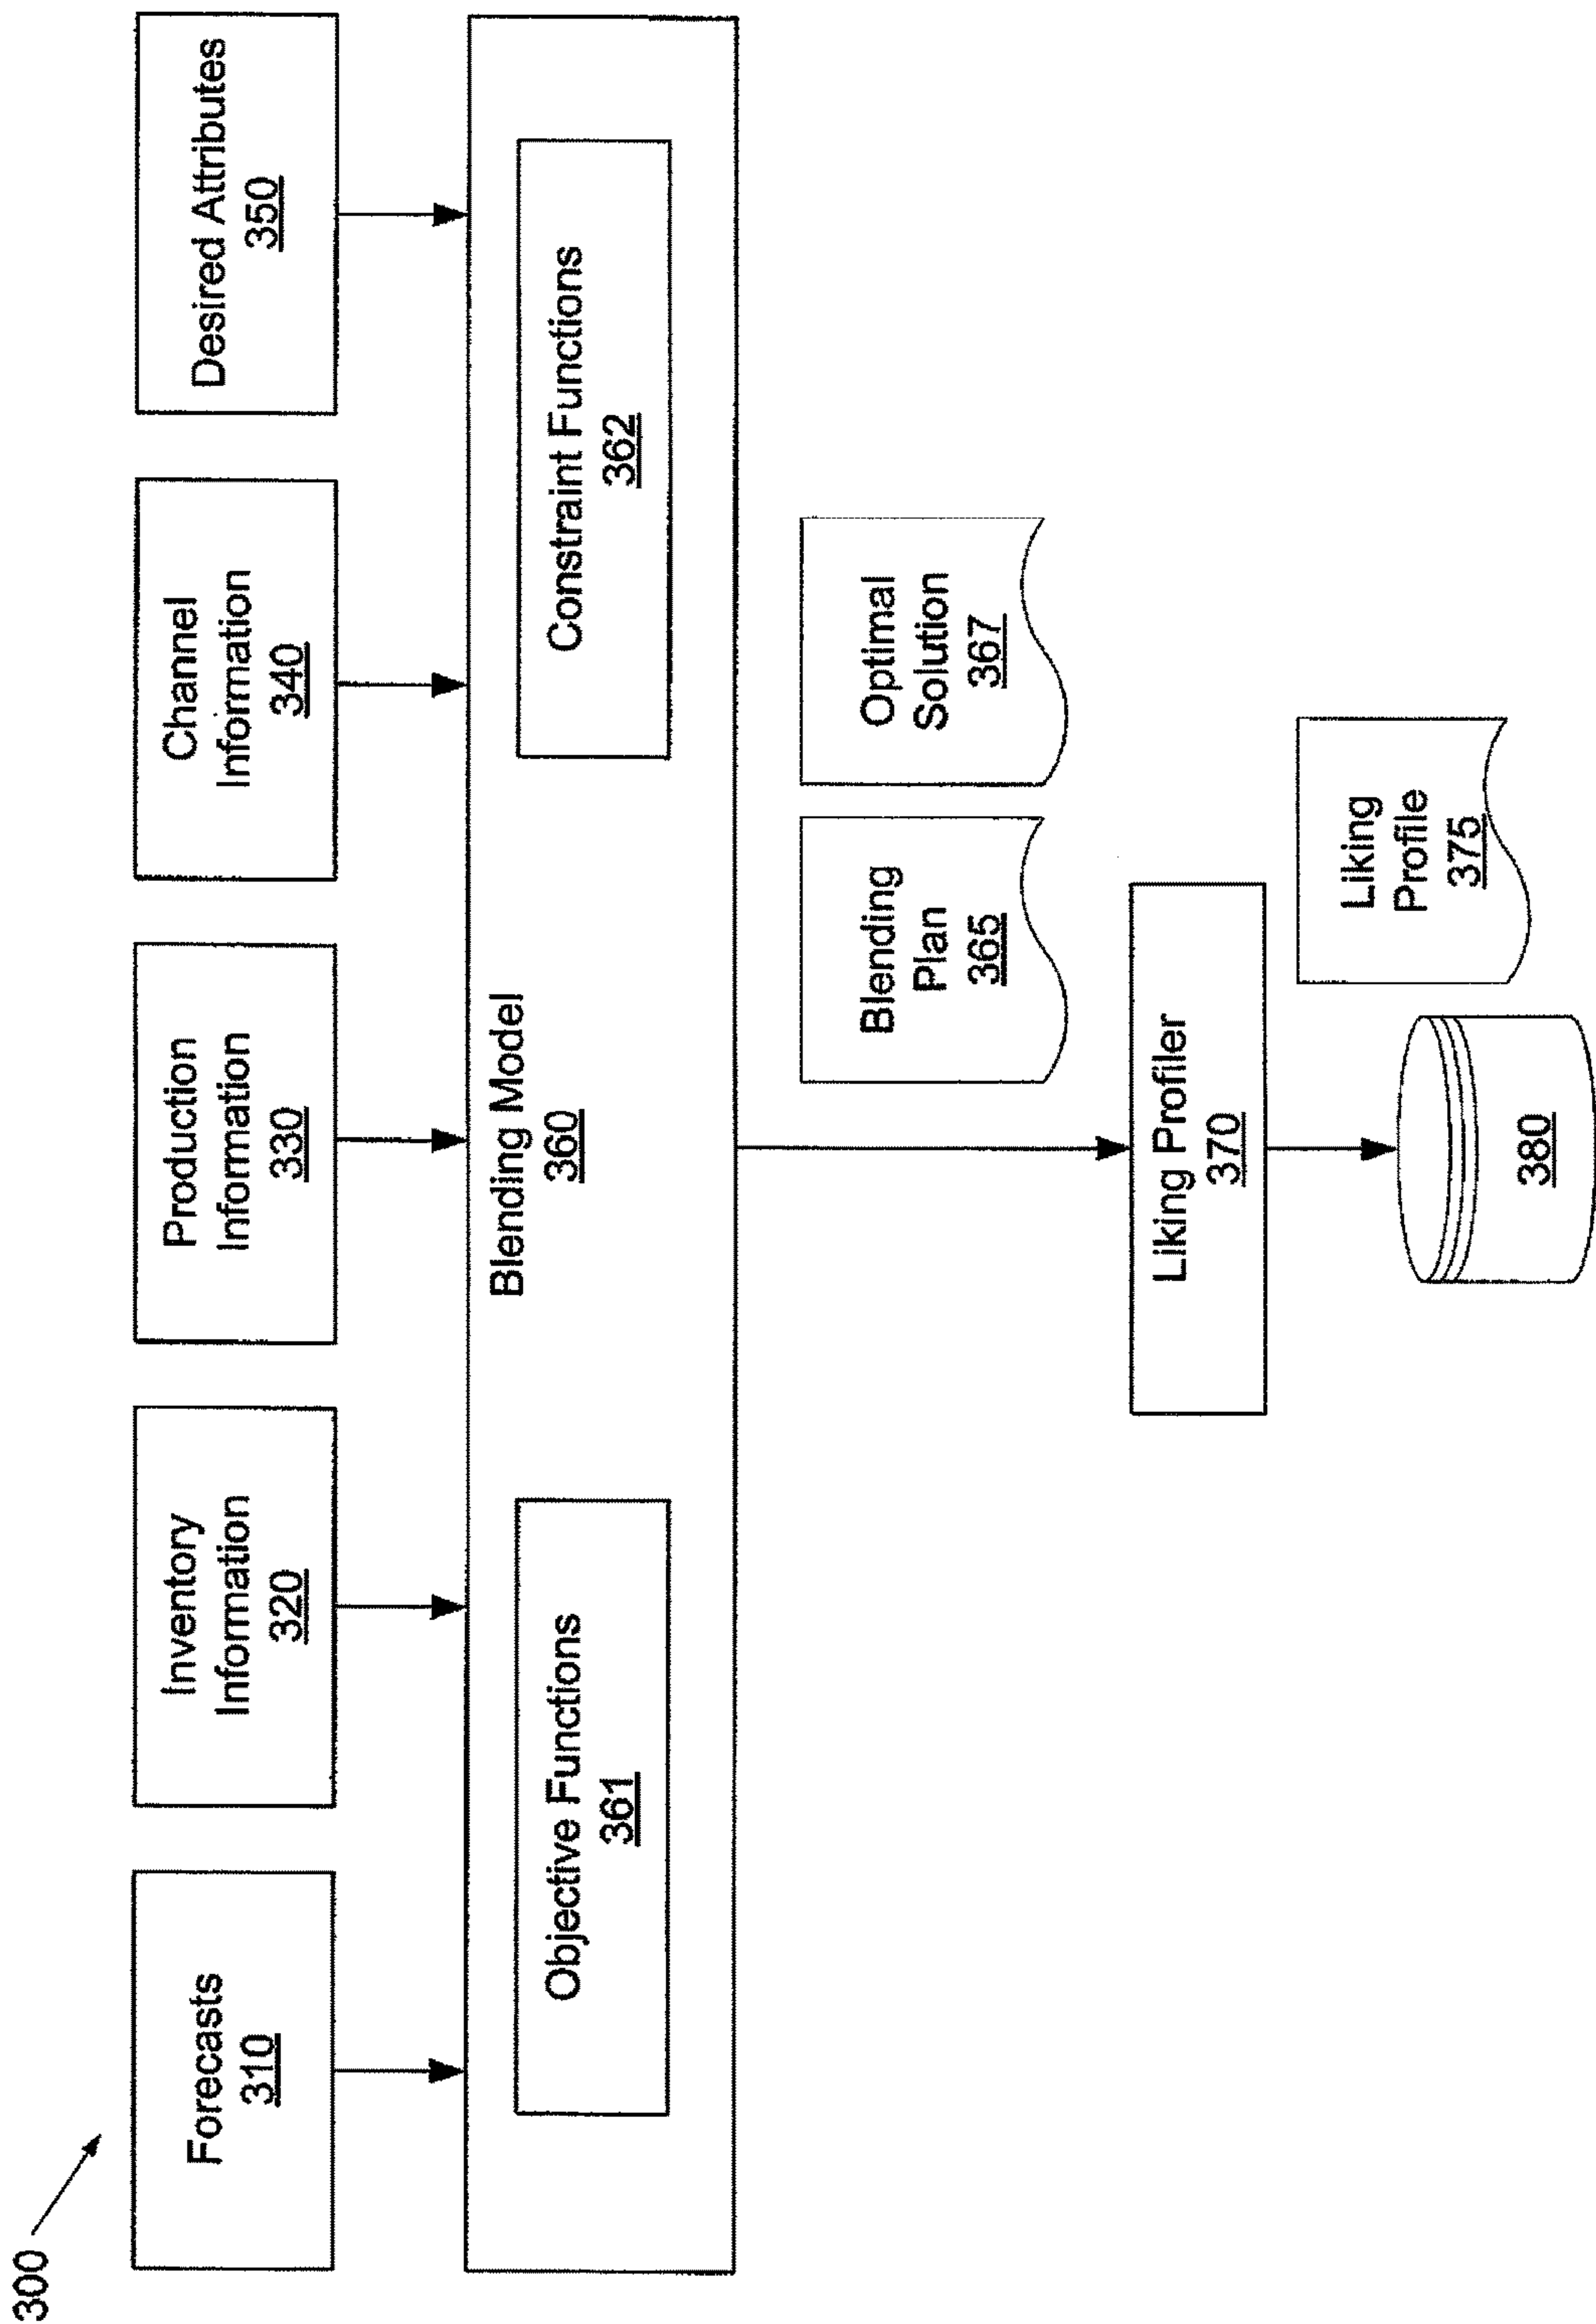 300
Forecasts
310
Inventory
Information
320
Production
Information
330
Channel
Information
340
Desired Attributes
350
Blending Model
360
Objective Functions
361
Constraint Functions
362
Blending
Plan
365
Optimal
Solution
367
Liking Profiler
370
Liking
Profile
375
380